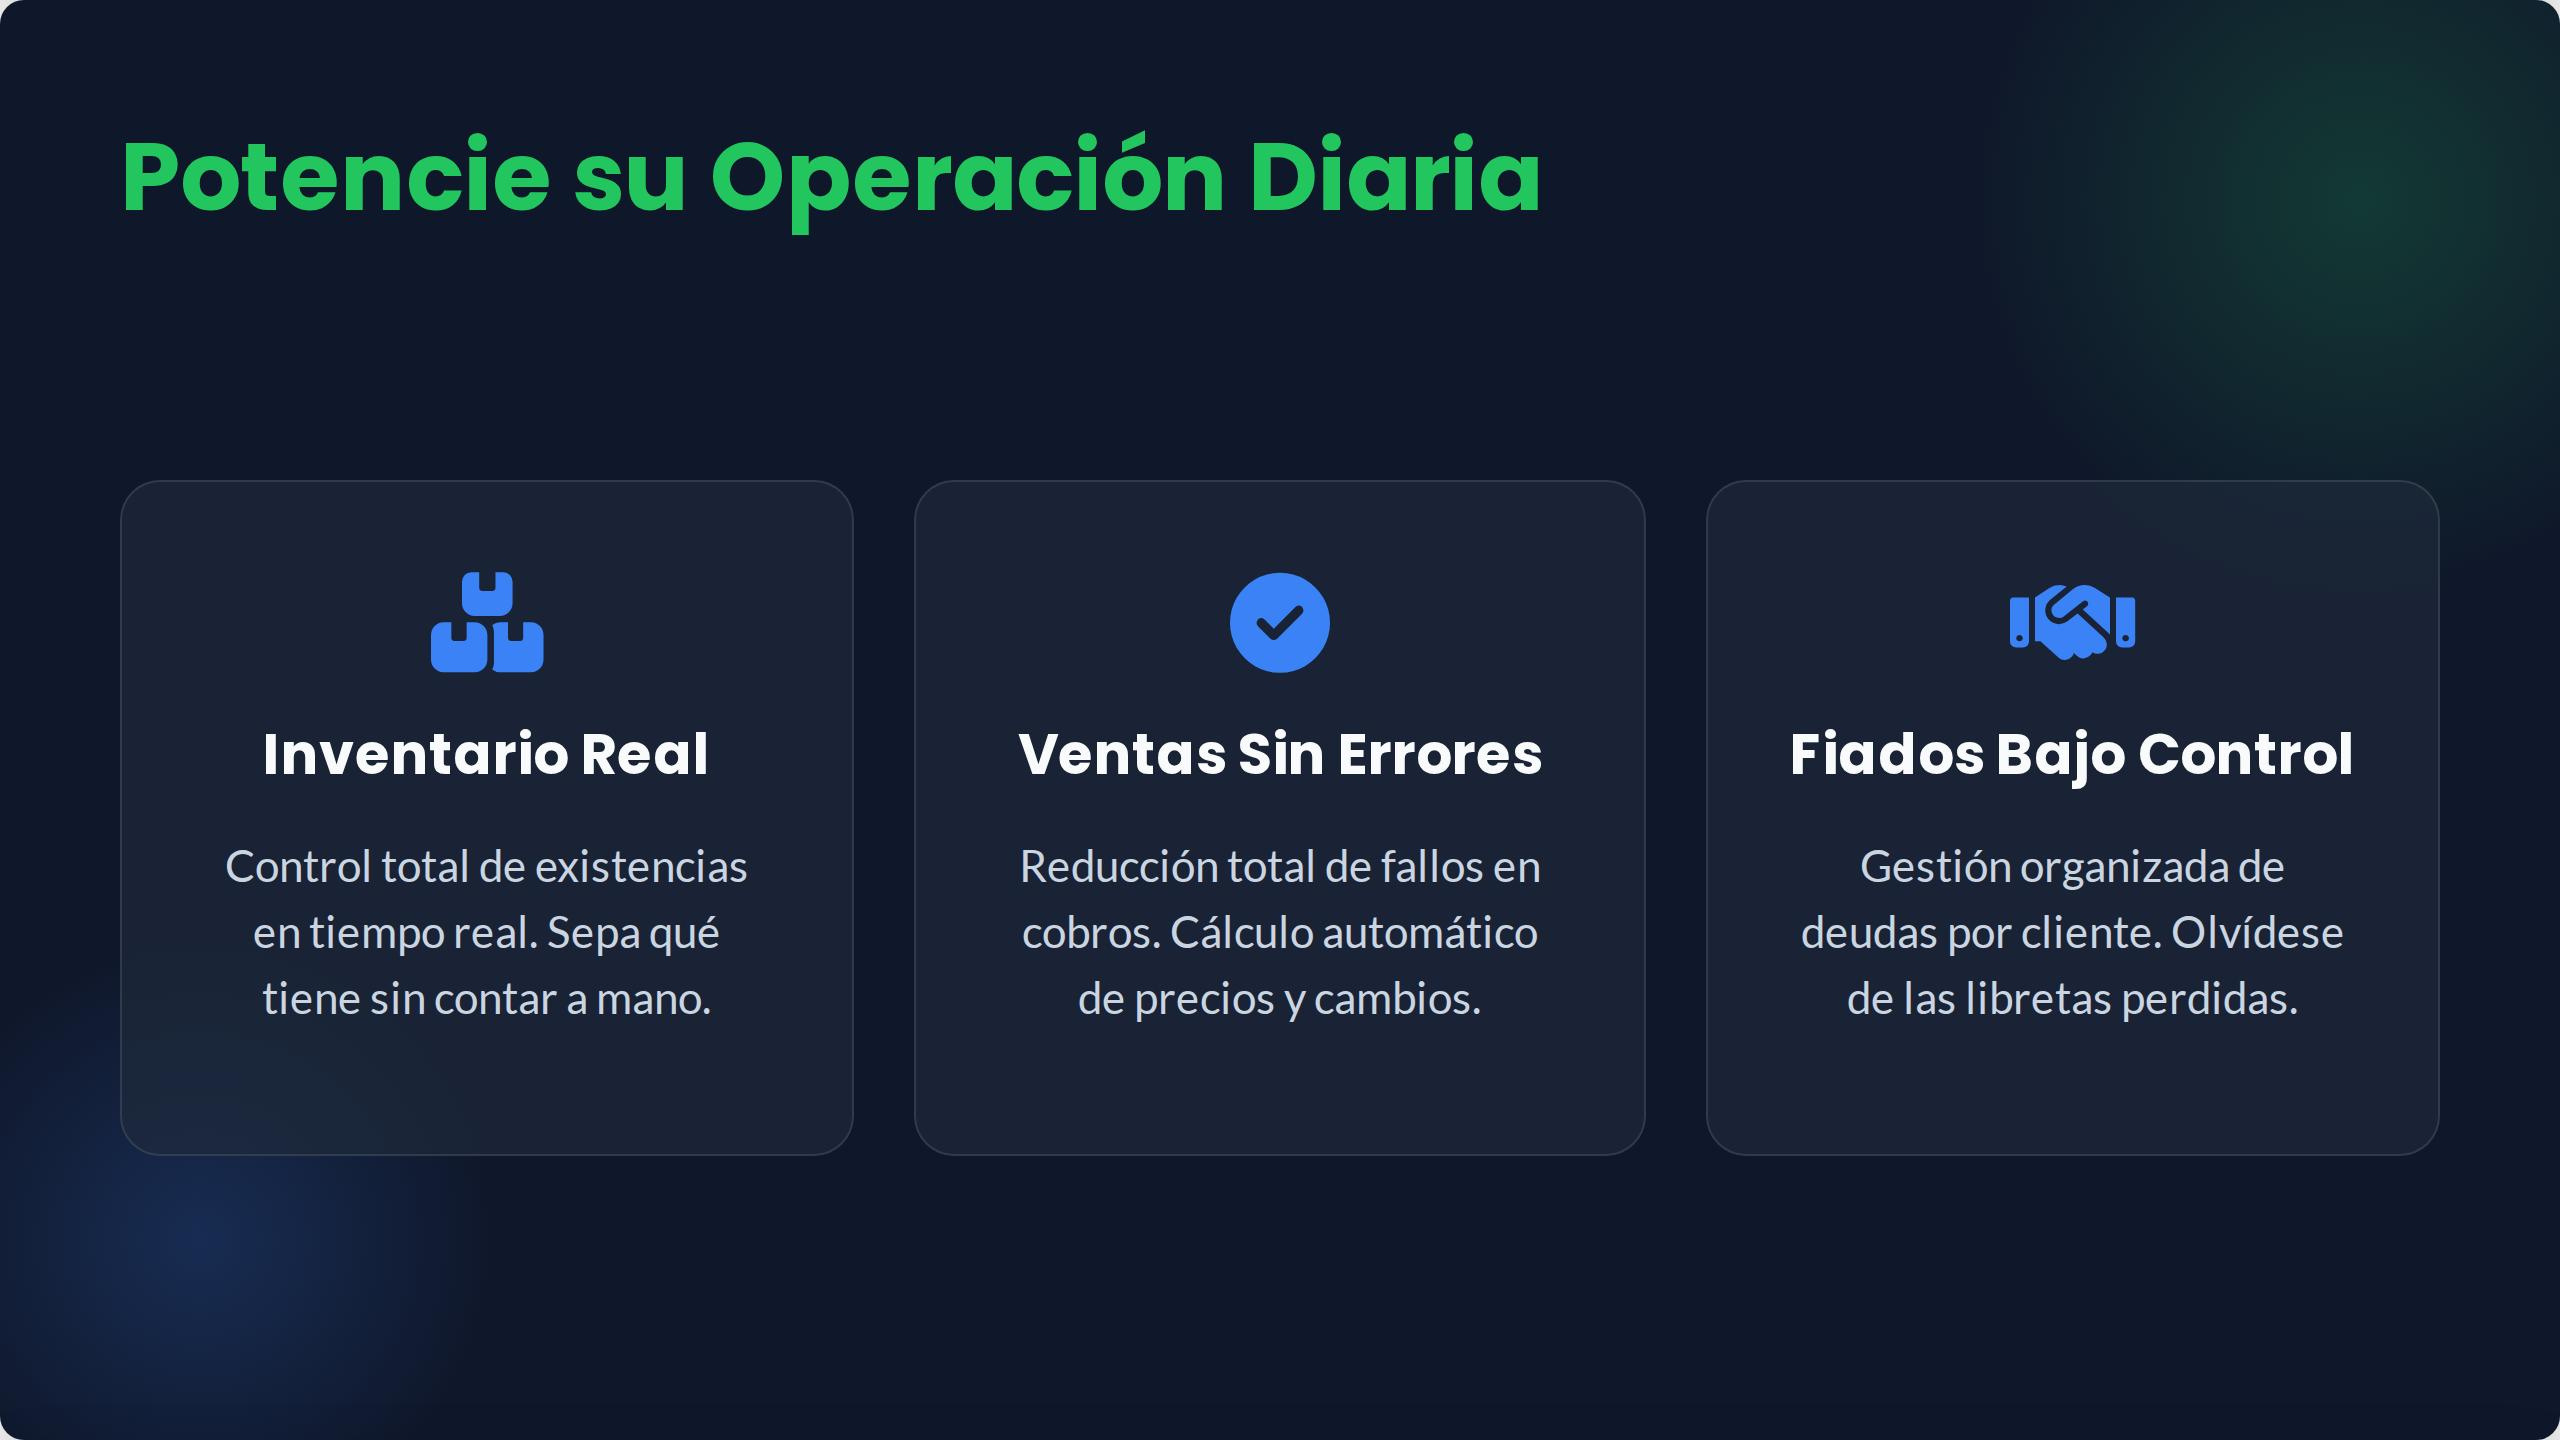 Potencie su Operación Diaria
Inventario Real
Control total de existencias
en tiempo real. Sepa qué
tiene sin contar a mano.
Ventas Sin Errores
Reducción total de fallos en
cobros. Cálculo automático
de precios y cambios.
Fiados Bajo Control
Gestión organizada de
deudas por cliente. Olvídese
de las libretas perdidas.